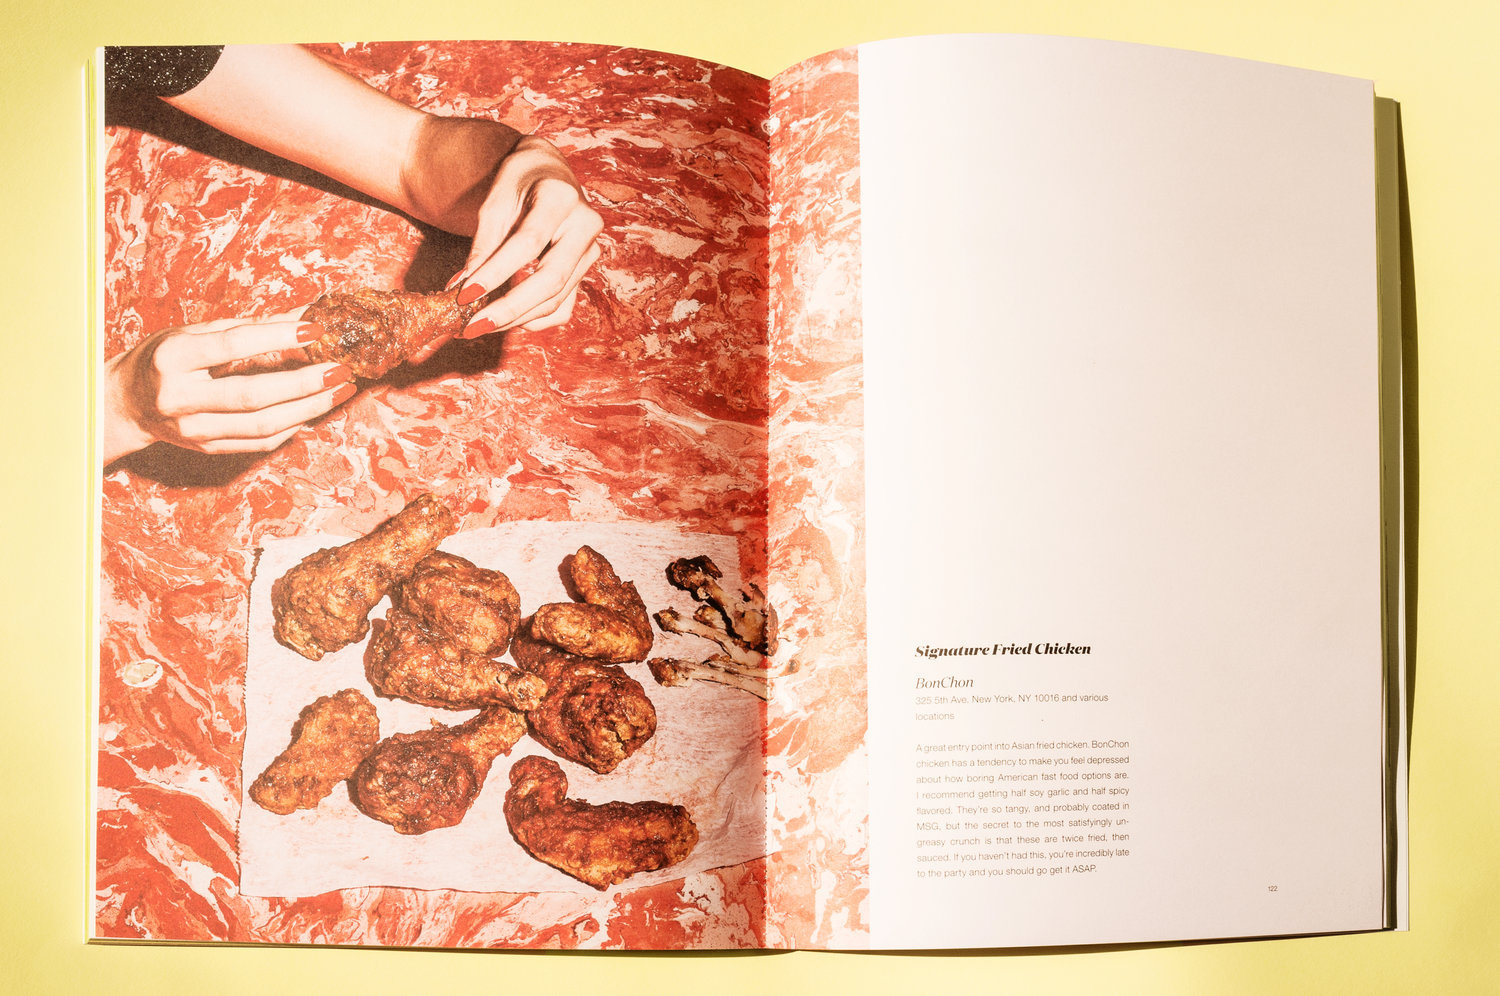 Signature Fried Chicken
BonChon
325 5th Ave, New York, NY 10016 and various
locations
A great entry point into Asian fried chicken. BonChon
chicken has a tendency to make you feel depressed
about how boring American fast food options are.
I recommend getting half soy garlic and half spicy
flavored. They're so tangy, and probably coated in
MSG, but the secret to the most satisfyingly un-
greasy crunch is that these are twice fried, then
sauced. If you haven't had this, you're incredibly late
to the party and you should go get it ASAP.
122